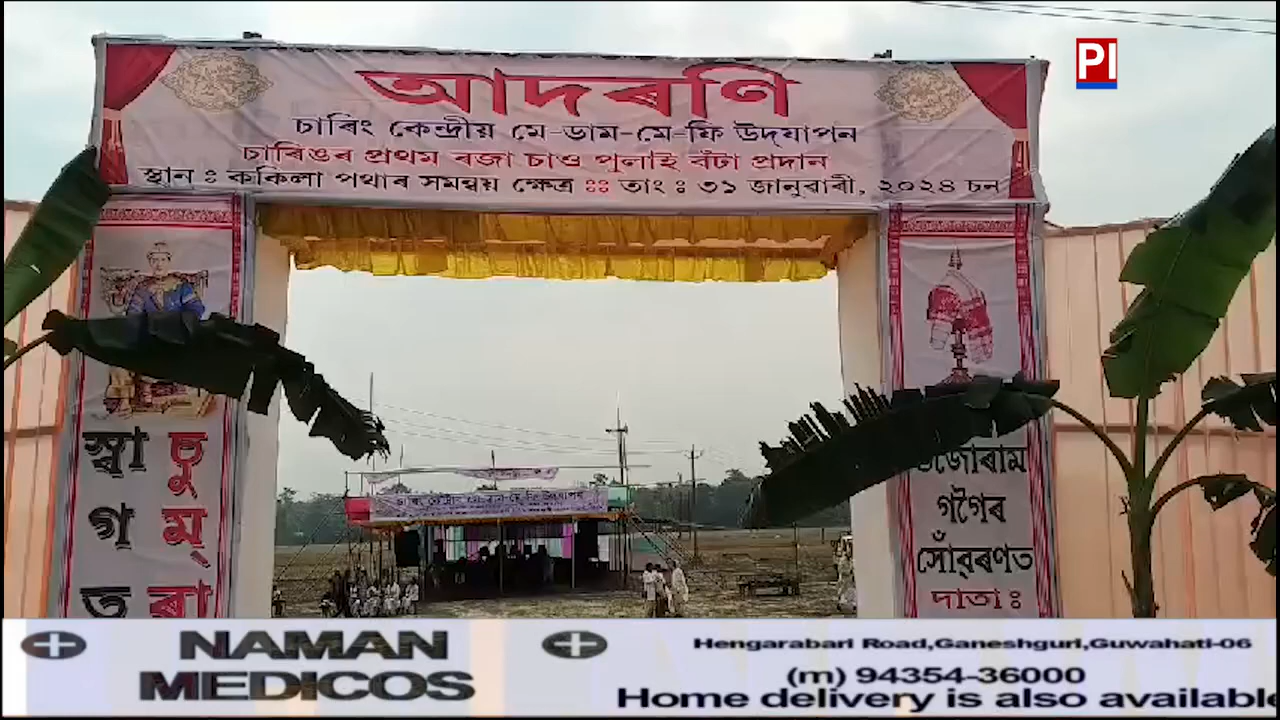 PI
আদৰণি
চাৰিং কেন্দ্ৰীয় মে-ডাম-মে-ফি উদ্‌যাপন
চাৰিঙৰ প্ৰথম ৰজা চাও পুলাই বঁটা প্ৰদান
স্থান : ককিলা পথাৰ সমন্বয় ক্ষেত্ৰ :: তাং : ৩১ জানুৱাৰী, ২০২৪ চন
স্বা
গ
ত
ম্
ৰা
গগৈৰ
সোঁৱৰণত
দাতা :
NAMAN
MEDICOS
Hengarabari Road,Ganeshguri,Guwahati-06
(m) 94354-36000
Home delivery is also available